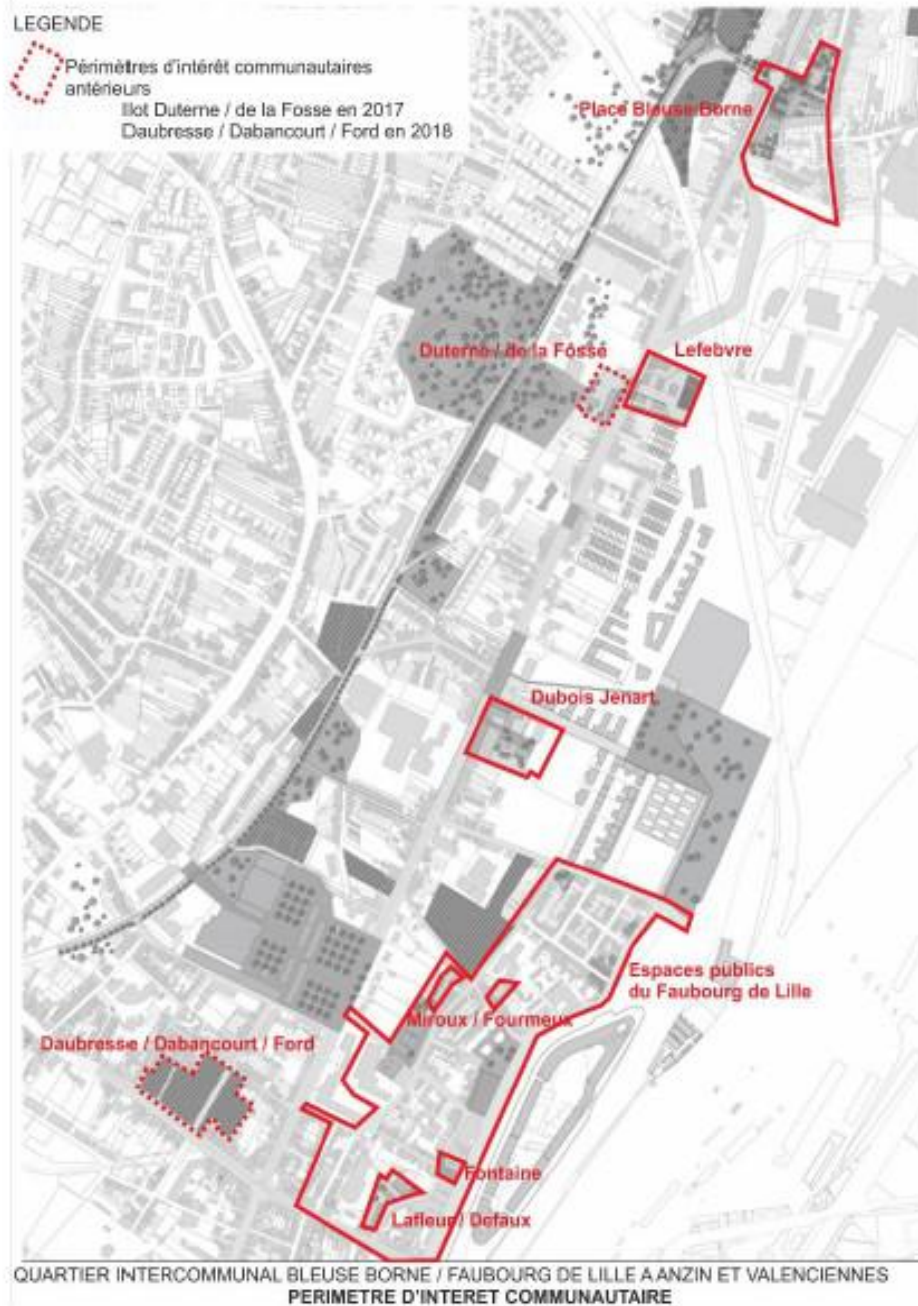 LEGENDE
Périmètres d'intérêt communautaires
antérieurs
Ilot Duterne / de la Fosse en 2017
Daubresse / Dabancourt / Ford en 2018
Place Bleuse Borne
Duterne / de la Fosse
Lefebvre
Dubois Jenart
Espaces publics
du Faubourg de Lille
Miroux / Fourmeux
Daubresse / Dabancourt / Ford
Fontaine
Lafleur / Defaux
QUARTIER INTERCOMMUNAL BLEUSE BORNE / FAUBOURG DE LILLE A ANZIN ET VALENCIENNES
PERIMETRE D'INTERET COMMUNAUTAIRE